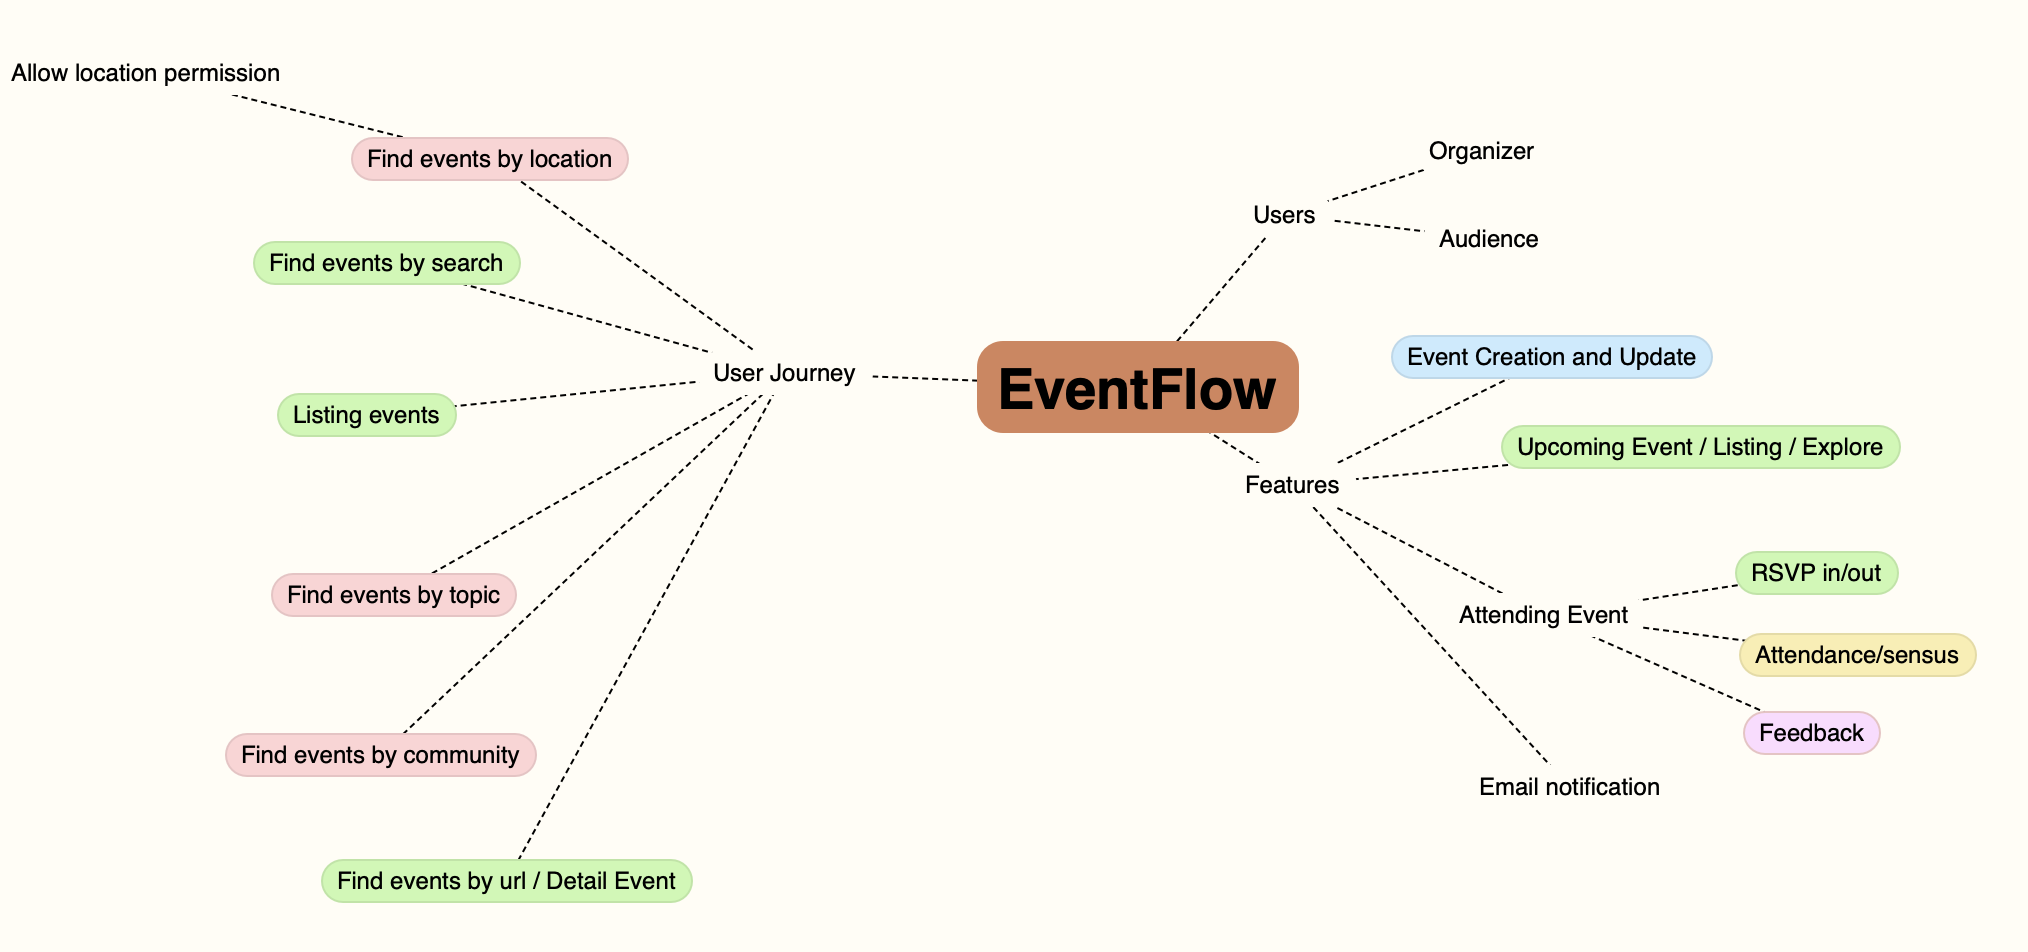 Allow location permission
Find events by location
Find events by search
User Journey
Listing events
Find events by topic
Find events by community
Find events by url / Detail Event
EventFlow
Users
Organizer
Audience
Features
Event Creation and Update
Upcoming Event / Listing / Explore
Attending Event
RSVP in/out
Attendance/sensus
Feedback
Email notification